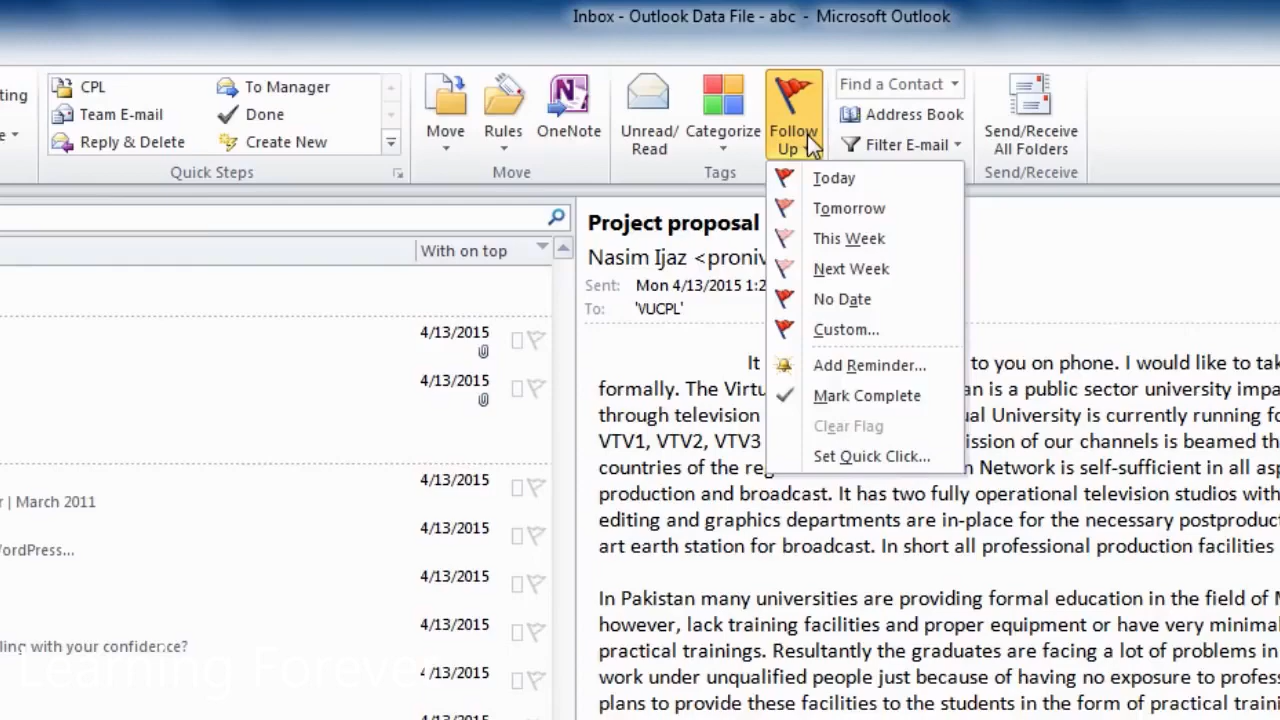 Inbox - Outlook Data File - abc - Microsoft Outlook
ting
CPL
To Manager
Team E-mail
Done
Reply & Delete
Create New
Quick Steps
Move
Rules
OneNote
Move
Unread/
Read
Categorize
Follow
Up
Tags
Find a Contact
Address Book
Filter E-mail
Send/Receive
All Folders
Send/Receive
Today
Tomorrow
This Week
Next Week
No Date
Custom...
Add Reminder...
Mark Complete
Clear Flag
Set Quick Click...
With on top
4/13/2015
4/13/2015
4/13/2015
r | March 2011
4/13/2015
ordPress...
4/13/2015
4/13/2015
ling with your confidence?
4/13/2015
4/13/2015
Learning Forever
Project proposal
Nasim Ijaz <proniv
Sent: Mon 4/13/2015 1:2
To: 'VUCPL'
It to you on phone. I would like to tak
formally. The Virtu an is a public sector university impa
through television ual University is currently running fo
VTV1, VTV2, VTV3 ission of our channels is beamed th
countries of the reg n Network is self-sufficient in all asp
production and broadcast. It has two fully operational television studios with
editing and graphics departments are in-place for the necessary postproduct
art earth station for broadcast. In short all professional production facilities
In Pakistan many universities are providing formal education in the field of M
however, lack training facilities and proper equipment or have very minimal
practical trainings. Resultantly the graduates are facing a lot of problems in
work under unqualified people just because of having no exposure to profess
plans to provide these facilities to the students in the form of practical trainin